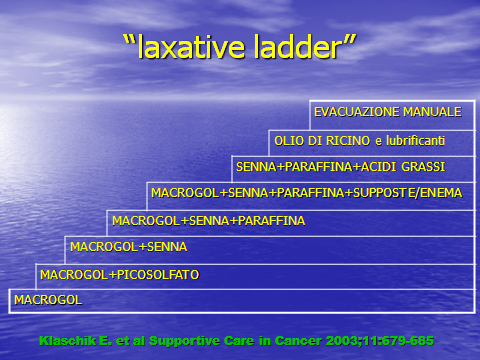 “laxative ladder”
EVACUAZIONE MANUALE
OLIO DI RICINO e lubrificanti
SENNA+PARAFFINA+ACIDI GRASSI
MACROGOL+SENNA+PARAFFINA+SUPPOSTE/ENEMA
MACROGOL+SENNA+PARAFFINA
MACROGOL+SENNA
MACROGOL+PICOSOLFATO
MACROGOL
Klaschik E. et al Supportive Care in Cancer 2003;11:679-685